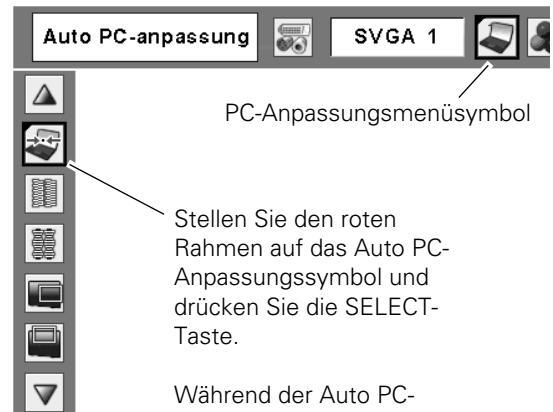 Auto PC-anpassung
SVGA 1
PC-Anpassungsmenüsymbol
Stellen Sie den roten
Rahmen auf das Auto PC-
Anpassungssymbol und
drücken Sie die SELECT-
Taste.
Während der Auto PC-